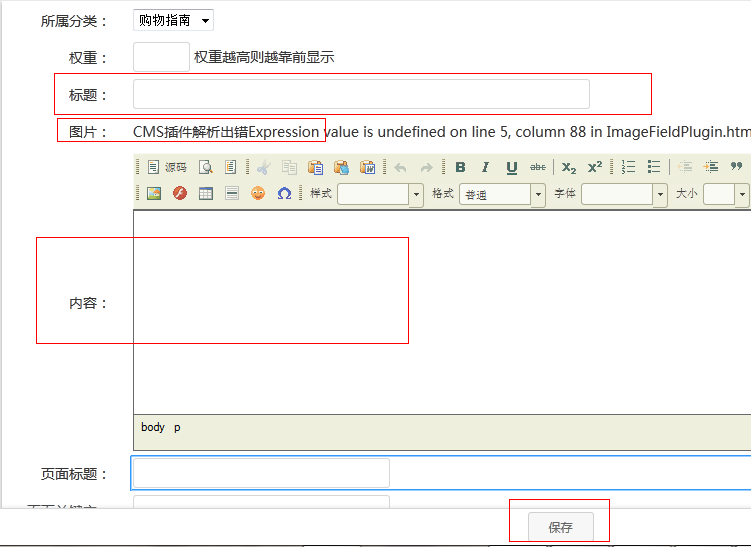 所属分类： 购物指南
权重： 权重越高则越靠前显示
标题：
图片： CMS插件解析出错Expression value is undefined on line 5, column 88 in ImageFieldPlugin.htm
源码 B I U abc X₂ X²
样式 格式 普通 字体 大小
内容：
body p
页面标题：
保存